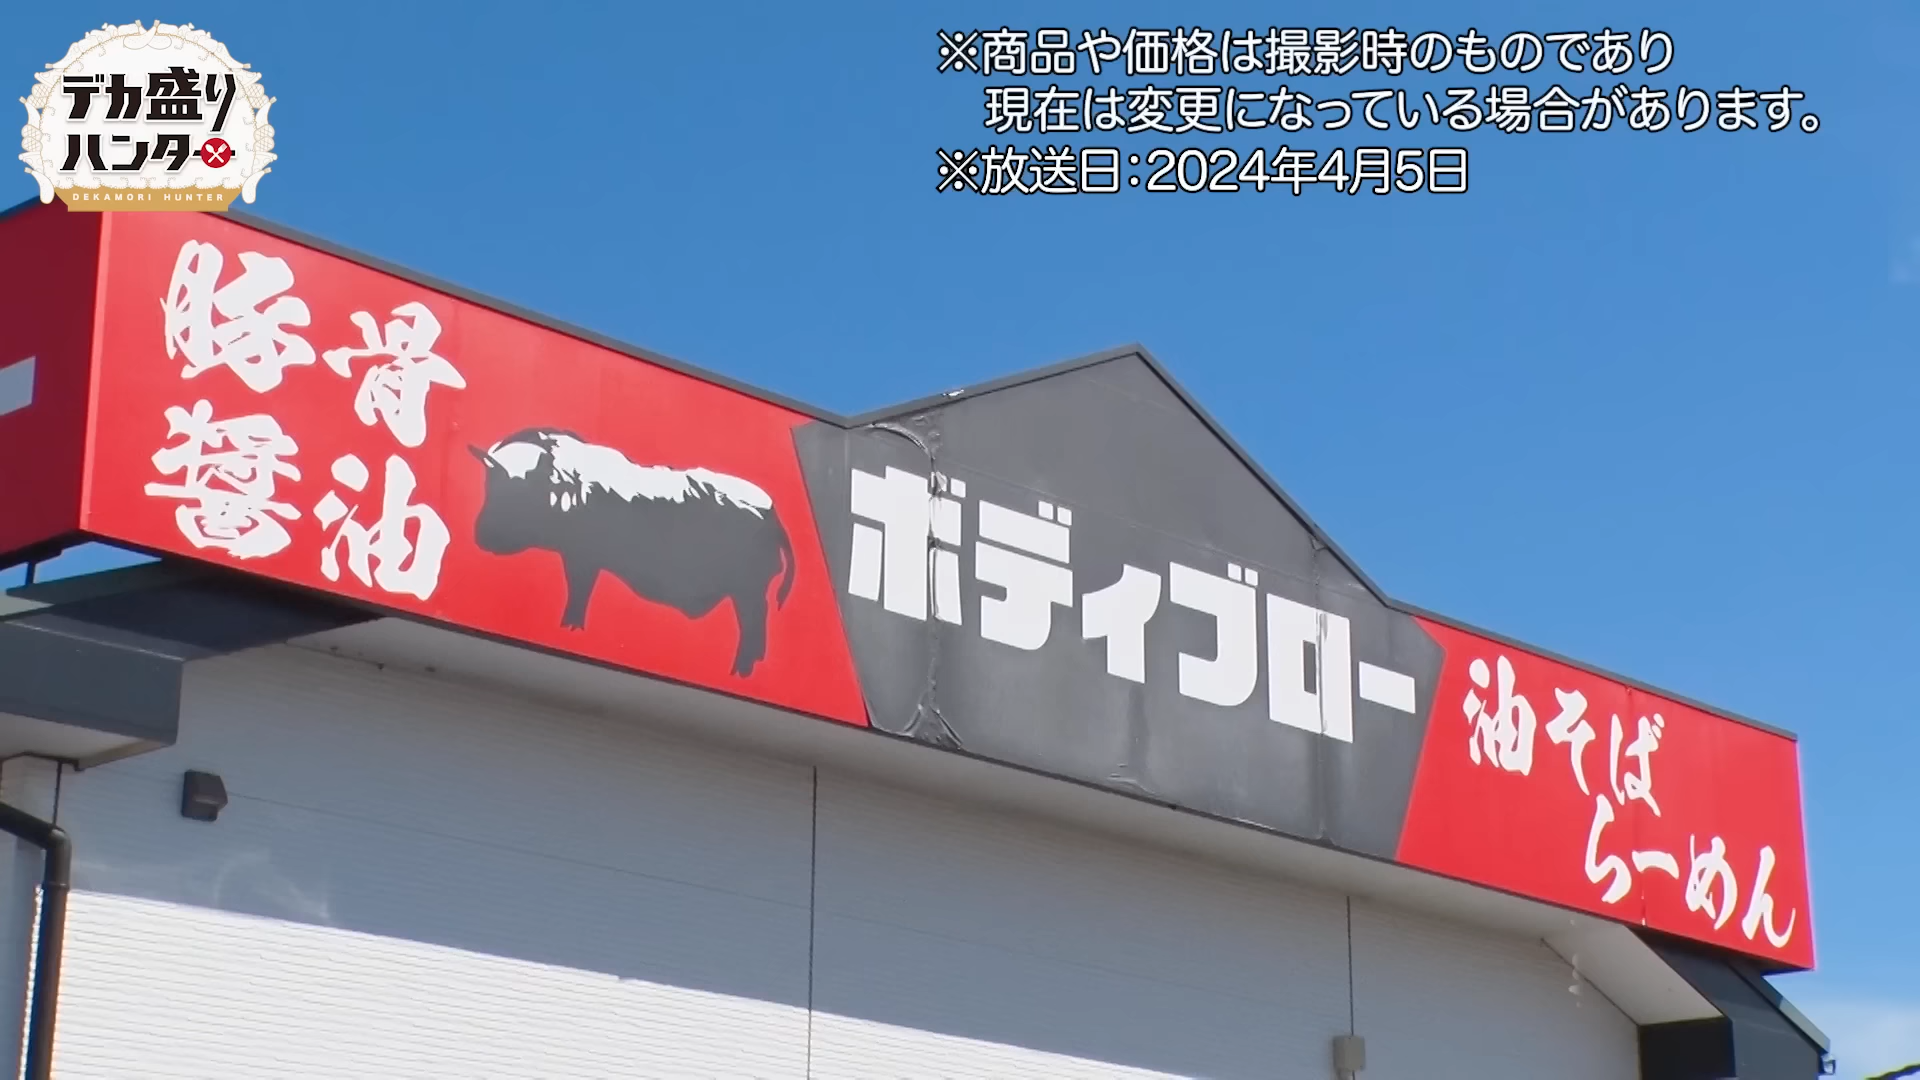 デカ盛り
ハンター
DEKAMORI HUNTER
※商品や価格は撮影時のものであり
現在は変更になっている場合があります。
※放送日：2024年4月5日
豚骨
醤油
ボディブロー
油そば
らーめん